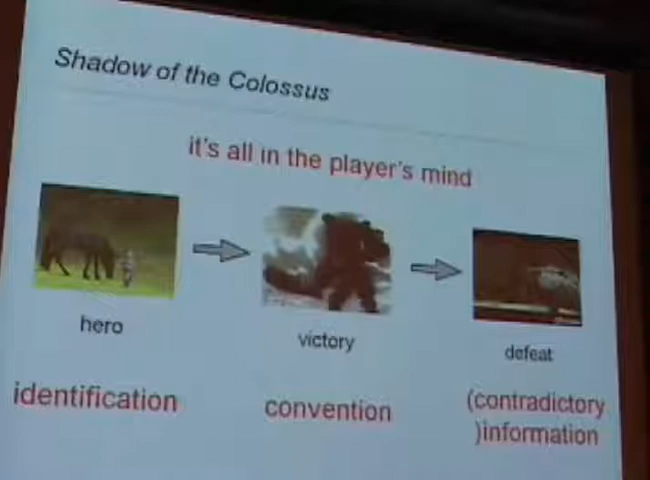 Shadow of the Colossus
it's all in the player's mind
hero
victory
defeat
identification
convention
(contradictory
)information